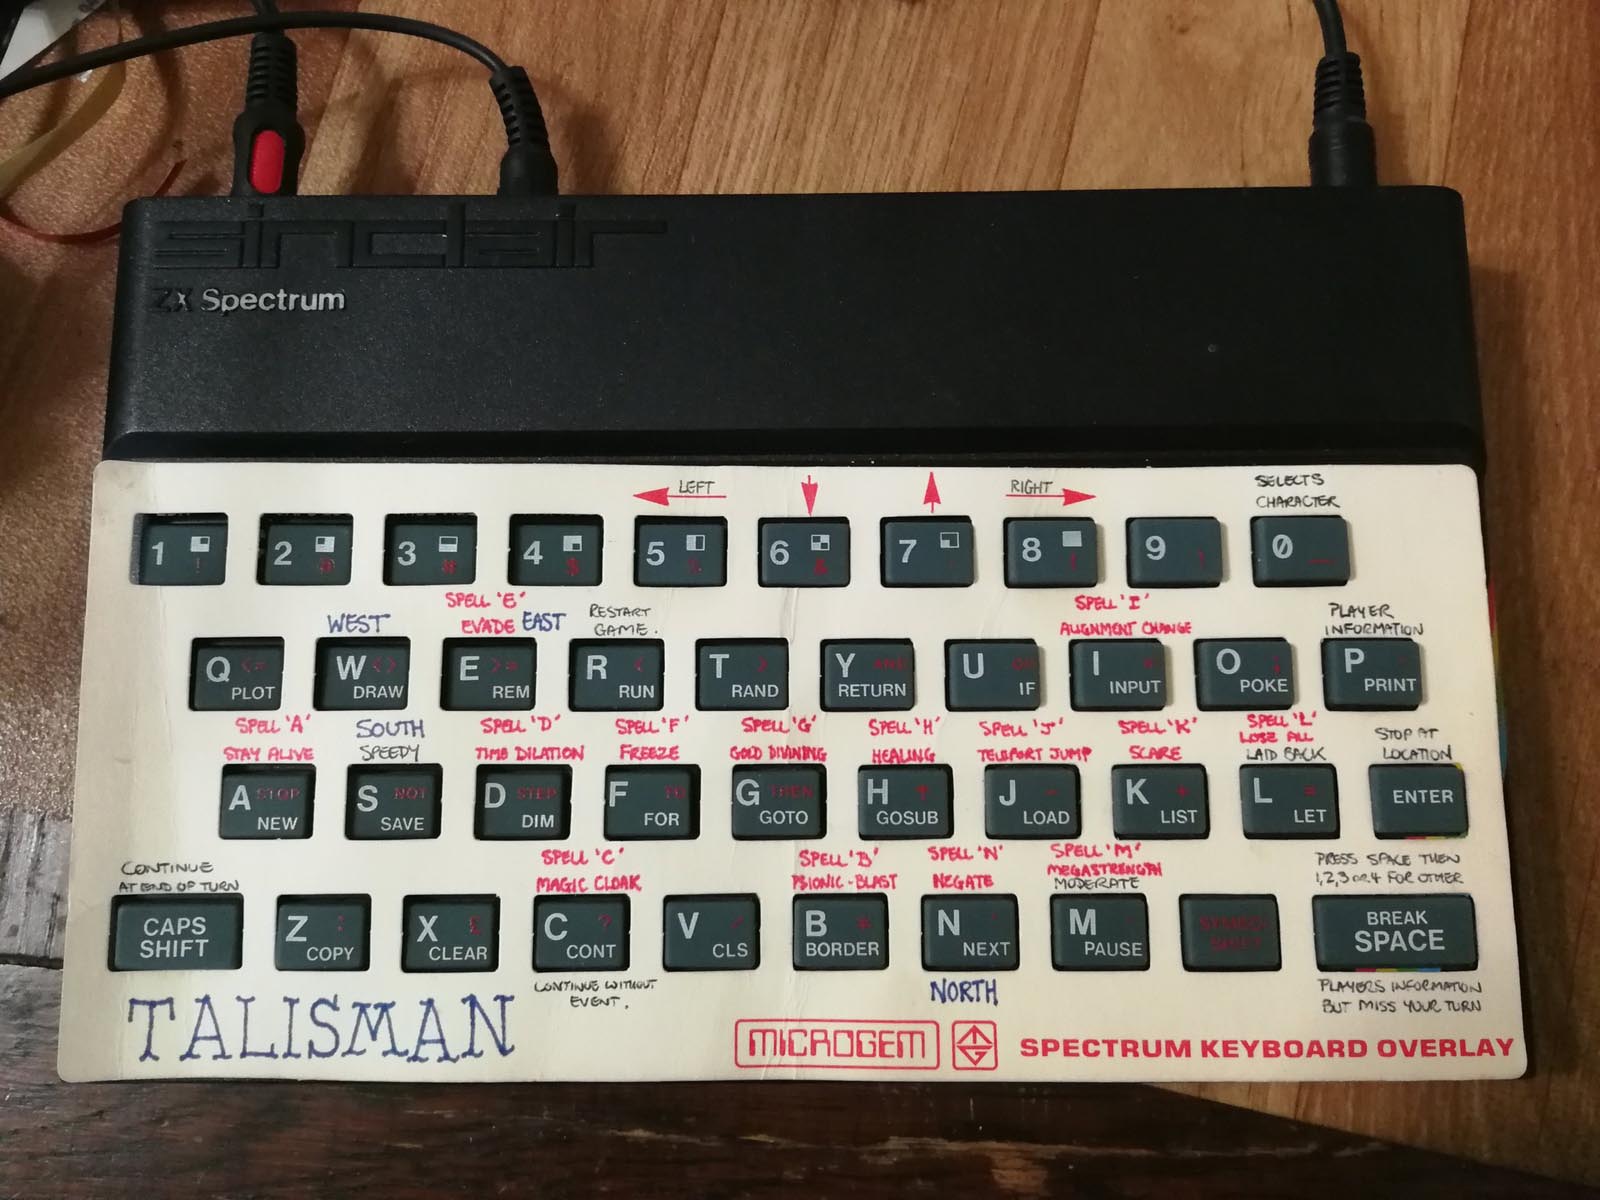 sinclair
ZX Spectrum
LEFT
RIGHT
SELECTS
CHARACTER
1 !
2 @
3 #
4 $
5 %
6 &
7 '
8 (
9 )
0 _
SPELL 'E'
EVADE
WEST
EAST
RESTART
GAME.
SPELL 'I'
ALIGNMENT CHANGE
PLAYER
INFORMATION
Q <= PLOT
W <> DRAW
E >= REM
R < RUN
T > RAND
Y AND RETURN
U OR IF
I INPUT
O ; POKE
P " PRINT
SPELL 'A'
STAY ALIVE
SOUTH
SPEEDY
SPELL 'D'
TIME DILATION
SPELL 'F'
FREEZE
SPELL 'G'
GOLD DIVINING
SPELL 'H'
HEALING
SPELL 'J'
TELEPORT JUMP
SPELL 'K'
SCARE
SPELL 'L'
LOSE ALL
LAID BACK
STOP AT
LOCATION
A STOP NEW
S NOT SAVE
D STEP DIM
F TO FOR
G THEN GOTO
H ↑ GOSUB
J - LOAD
K + LIST
L = LET
ENTER
CONTINUE
AT END OF TURN
SPELL 'C'
MAGIC CLOAK
SPELL 'B'
PSIONIC-BLAST
SPELL 'N'
NEGATE
SPELL 'M'
MEGASTRENGTH
MODERATE
PRESS SPACE THEN
1,2,3 OR 4 FOR OTHER
CAPS
SHIFT
Z : COPY
X £ CLEAR
C ? CONT
V / CLS
B * BORDER
N , NEXT
M . PAUSE
SYMBOL
SHIFT
BREAK
SPACE
CONTINUE WITHOUT
EVENT.
NORTH
PLAYERS INFORMATION
BUT MISS YOUR TURN
TALISMAN
MICROGEM
SPECTRUM KEYBOARD OVERLAY